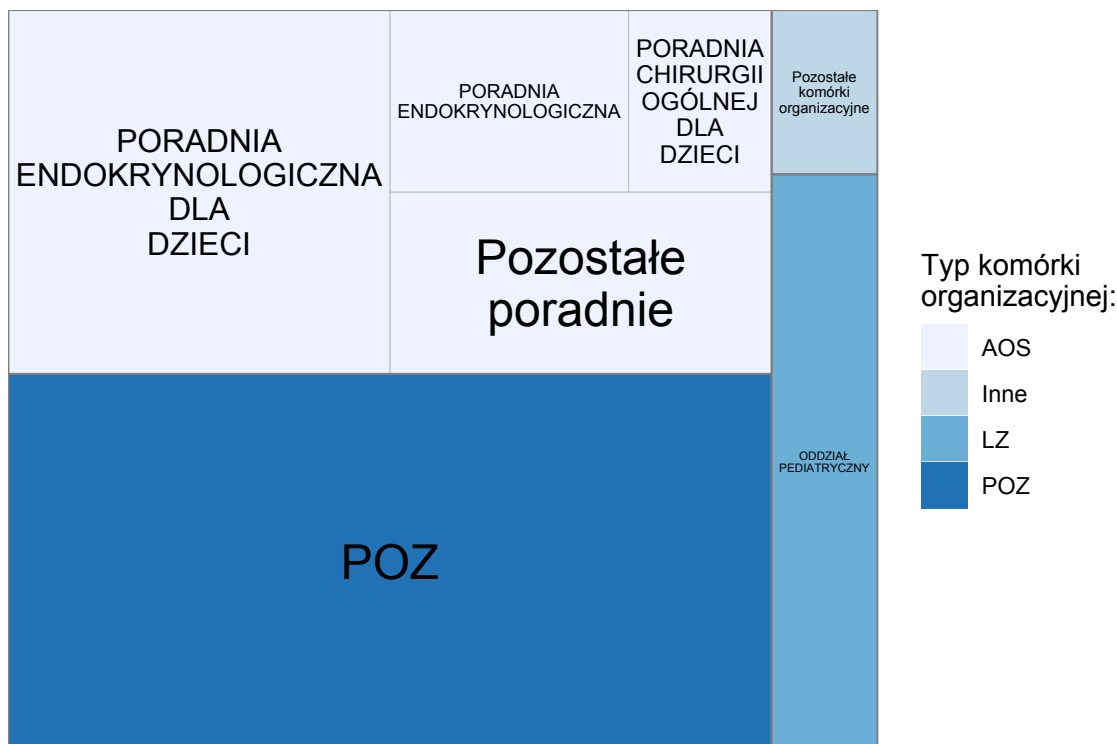 PORADNIA
ENDOKRYNOLOGICZNA
DLA
DZIECI
PORADNIA
ENDOKRYNOLOGICZNA
PORADNIA
CHIRURGII
OGÓLNEJ
DLA
DZIECI
Pozostałe
komórki
organizacyjne
Pozostałe
poradnie
ODDZIAŁ
PEDIATRYCZNY
POZ
Typ komórki
organizacyjnej:
AOS
Inne
LZ
POZ